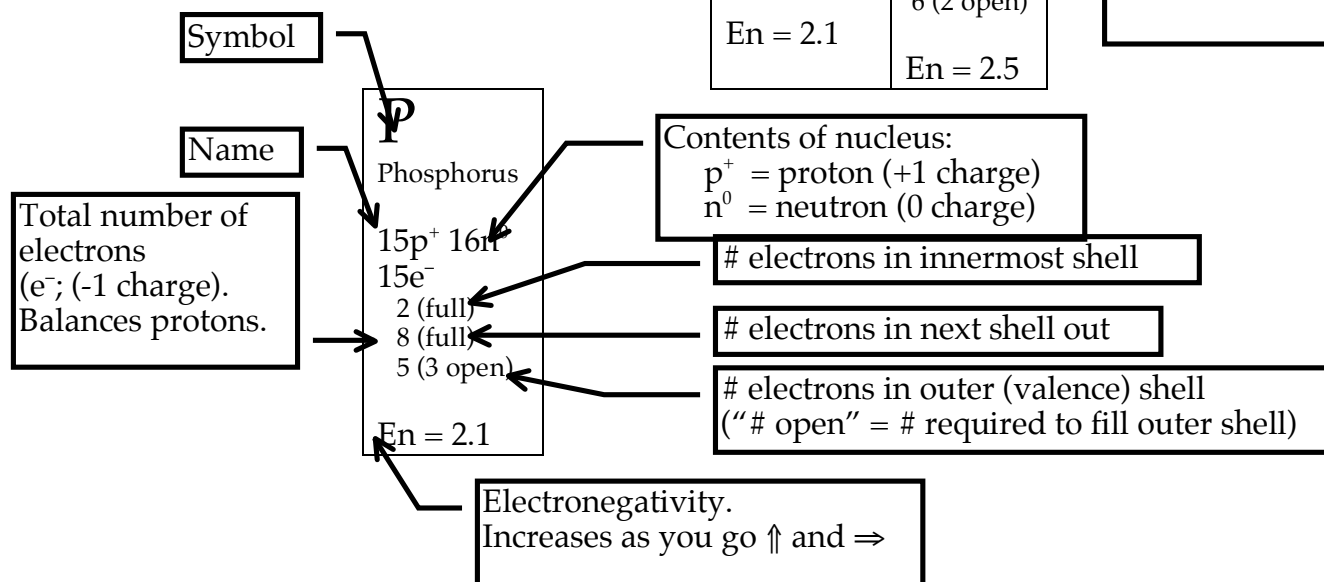 6 (2 open)
En = 2.1
En = 2.5
Symbol
P
Name
Phosphorus
Contents of nucleus:
p⁺ = proton (+1 charge)
n⁰ = neutron (0 charge)
Total number of
electrons
(e⁻; (-1 charge).
Balances protons.
15p⁺ 16n⁰
15e⁻
2 (full)
8 (full)
5 (3 open)
En = 2.1
# electrons in innermost shell
# electrons in next shell out
# electrons in outer (valence) shell
(“# open” = # required to fill outer shell)
Electronegativity.
Increases as you go ⇑ and ⇒